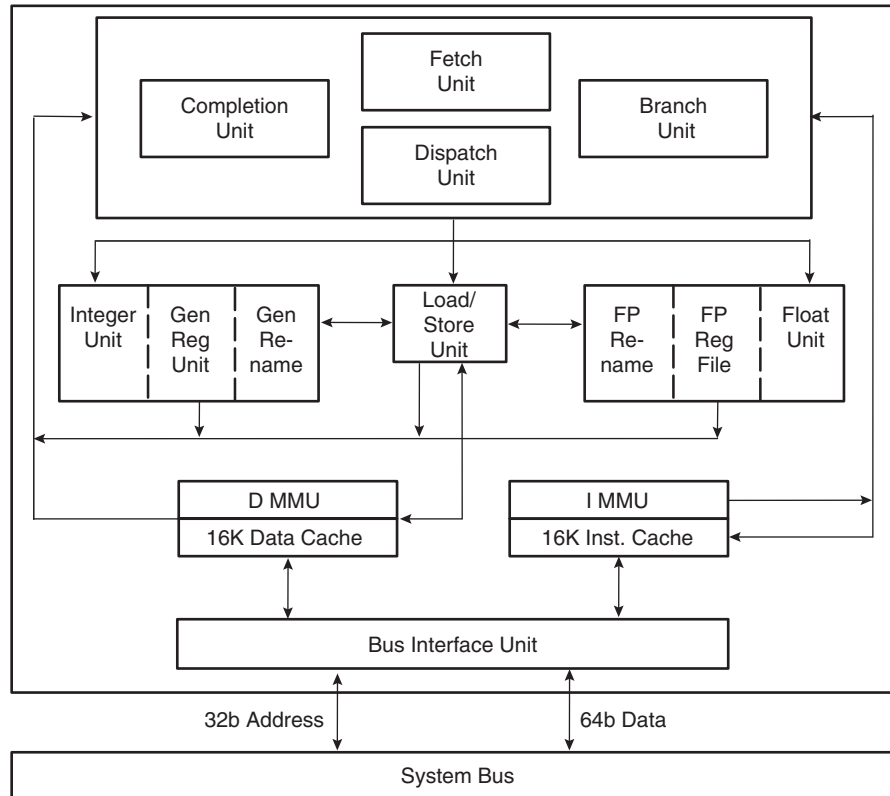 Fetch
Unit
Completion
Unit
Branch
Unit
Dispatch
Unit
Integer
Unit
Gen
Reg
Unit
Gen
Re-
name
Load/
Store
Unit
FP
Re-
name
FP
Reg
File
Float
Unit
D MMU
16K Data Cache
I MMU
16K Inst. Cache
Bus Interface Unit
32b Address
64b Data
System Bus